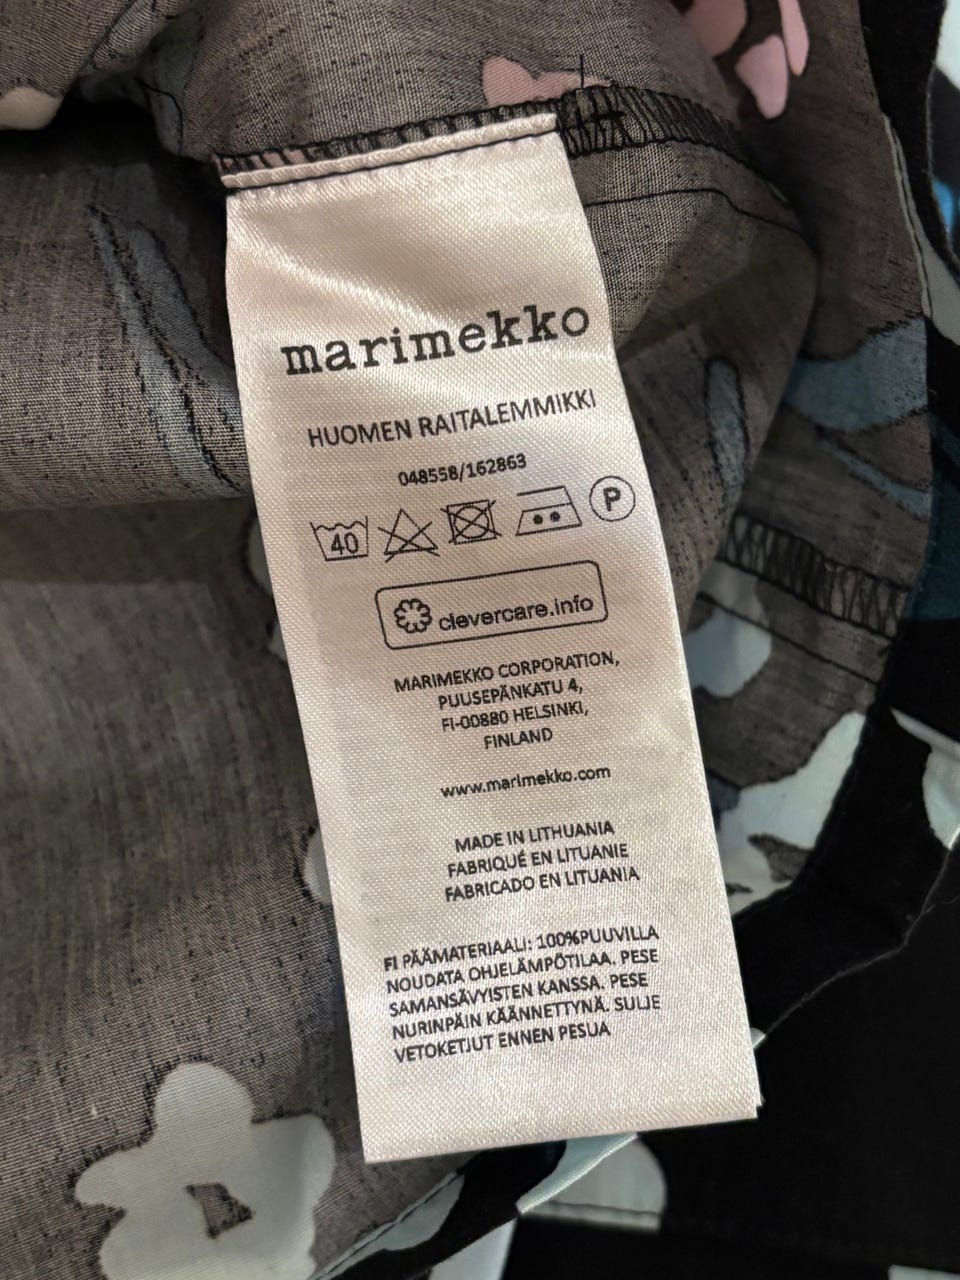 marimekko
HUOMEN RAITALEMMIKKI
048558/162863
40 P
clevercare.info
MARIMEKKO CORPORATION,
PUUSEPÄNKATU 4,
FI-00880 HELSINKI,
FINLAND
www.marimekko.com
MADE IN LITHUANIA
FABRIQUÉ EN LITUANIE
FABRICADO EN LITUANIA
FI PÄÄMATERIAALI: 100%PUUVILLA
NOUDATA OHJELÄMPÖTILAA. PESE
SAMANSÄVYISTEN KANSSA. PESE
NURINPÄIN KÄÄNNETTYNÄ. SULJE
VETOKETJUT ENNEN PESUA